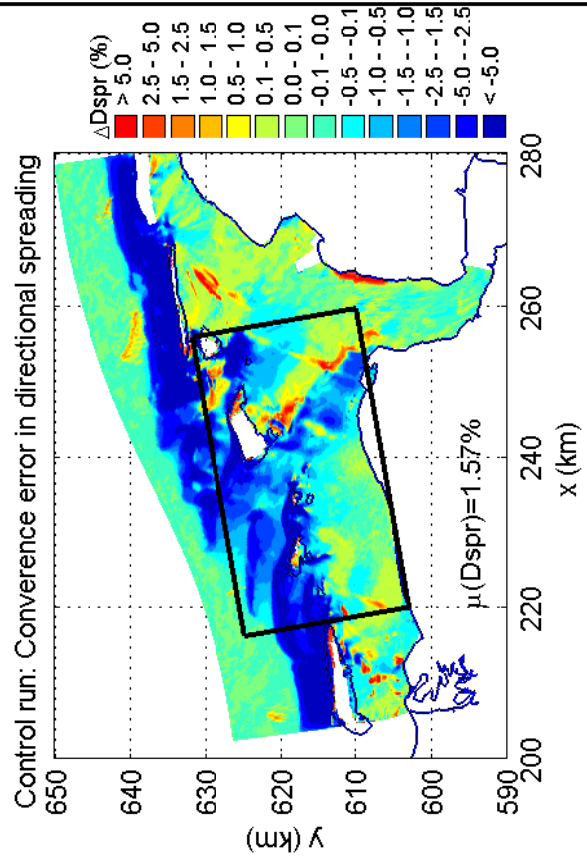 Control run: Converence error in directional spreading
△Dspr (%)
> 5.0
2.5 - 5.0
1.5 - 2.5
1.0 - 1.5
0.5 - 1.0
0.1 - 0.5
0.0 - 0.1
-0.1 - 0.0
-0.5 - -0.1
-1.0 - -0.5
-1.5 - -1.0
-2.5 - -1.5
-5.0 - -2.5
< -5.0
650
640
630
620
610
600
590
y (km)
μ(Dspr)=1.57%
200
220
240
260
280
x (km)